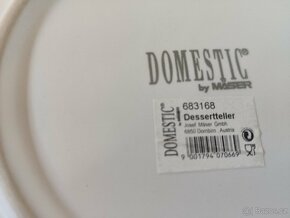 DOMESTIC®
by MÄSER
DOMESTIC®
683168
Dessertteller
Josef Mäser GmbH
6850 Dornbirn, Austria
9 001794 070669